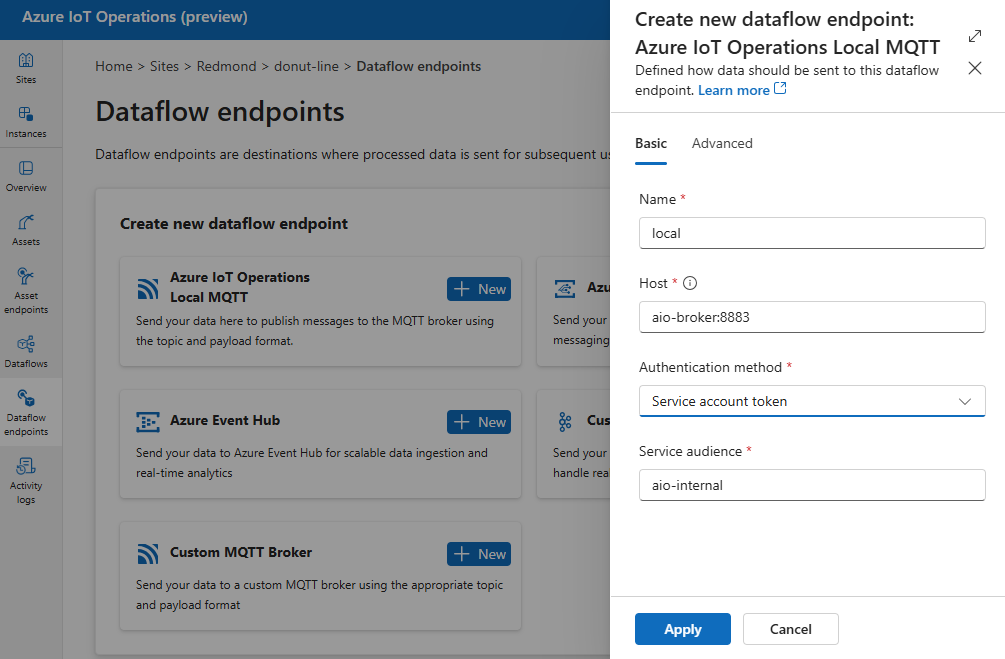 Azure IoT Operations (preview)
Sites
Instances
Overview
Assets
Asset
endpoints
Dataflows
Dataflow
endpoints
Activity
logs
Home > Sites > Redmond > donut-line > Dataflow endpoints
Dataflow endpoints
Dataflow endpoints are destinations where processed data is sent for subsequent
Create new dataflow endpoint
Azure IoT Operations
Local MQTT
New
Send your data here to publish messages to the MQTT broker using
the topic and payload format.
Send your
messaging
Azure Event Hub
New
Send your data to Azure Event Hub for scalable data ingestion and
real-time analytics
Send your
handle
Custom MQTT Broker
New
Send your data to a custom MQTT broker using the appropriate topic
and payload format
Create new dataflow endpoint:
Azure IoT Operations Local MQTT
Defined how data should be sent to this dataflow
endpoint. Learn more
Basic Advanced
Name *
local
Host *
aio-broker:8883
Authentication method *
Service account token
Service audience *
aio-internal
Apply Cancel